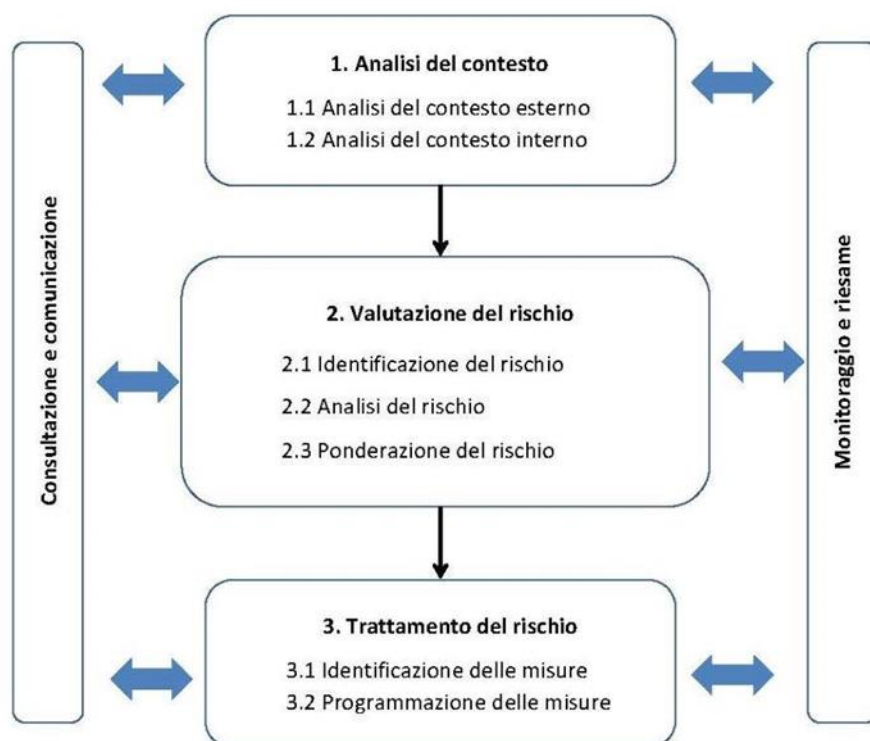 Consultazione e comunicazione
1. Analisi del contesto
1.1 Analisi del contesto esterno
1.2 Analisi del contesto interno
2. Valutazione del rischio
2.1 Identificazione del rischio
2.2 Analisi del rischio
2.3 Ponderazione del rischio
3. Trattamento del rischio
3.1 Identificazione delle misure
3.2 Programmazione delle misure
Monitoraggio e riesame